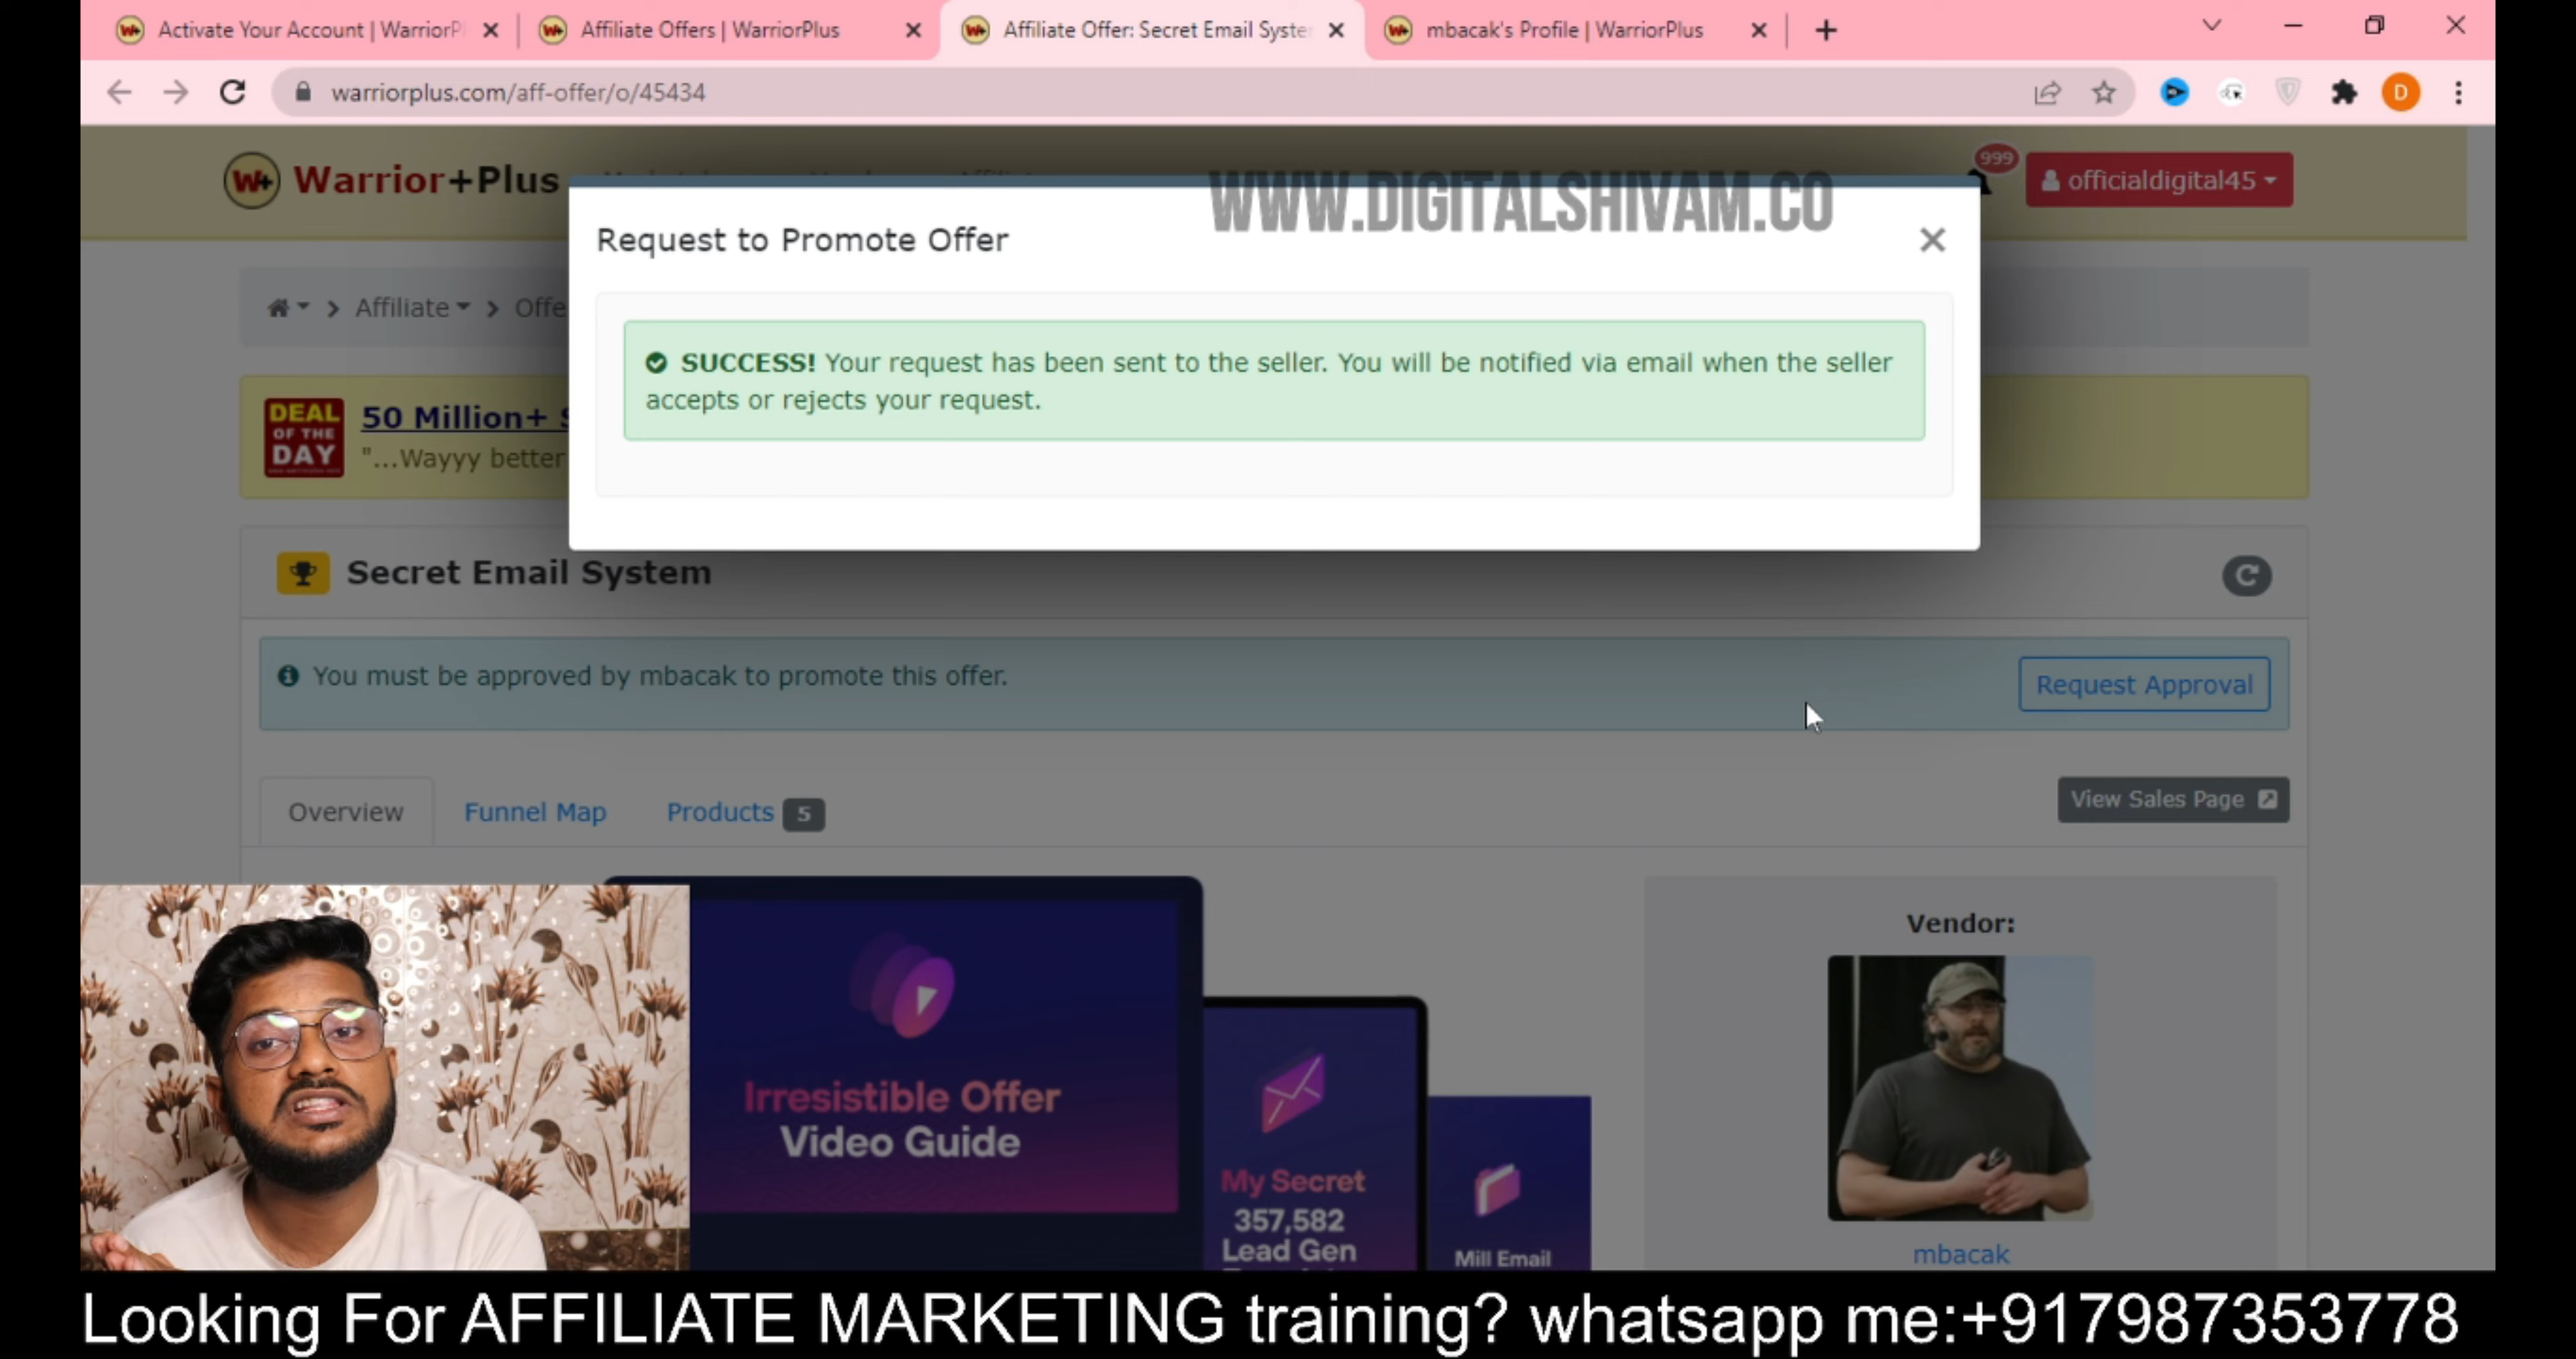 Activate Your Account | WarriorP
Affiliate Offers | WarriorPlus
Affiliate Offer: Secret Email Syste
mbacak's Profile | WarriorPlus
warriorplus.com/aff-offer/o/45434
D
W+ Warrior+Plus
WWW.DIGITALSHIVAM.CO
999
officialdigital45
Request to Promote Offer
Affiliate
Offe
SUCCESS! Your request has been sent to the seller. You will be notified via email when the seller
accepts or rejects your request.
DEAL
OF THE
DAY
50 Million+ S
"...Wayyy better
Secret Email System
You must be approved by mbacak to promote this offer.
Request Approval
Overview
Funnel Map
Products 5
View Sales Page
Vendor:
Irresistible Offer
Video Guide
My Secret
357,582
Lead Gen
Mill Email
mbacak
Looking For AFFILIATE MARKETING training? whatsapp me:+917987353778